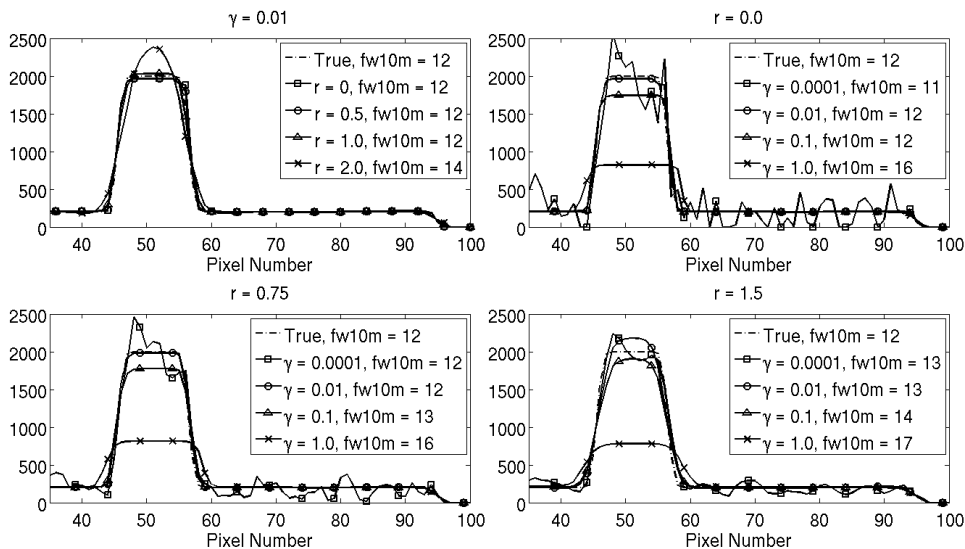 γ = 0.01
2500
2000
1500
1000
500
0
40
50
60
70
80
90
100
Pixel Number
True, fw10m = 12
r = 0, fw10m = 12
r = 0.5, fw10m = 12
r = 1.0, fw10m = 12
r = 2.0, fw10m = 14
r = 0.0
2500
2000
1500
1000
500
0
40
50
60
70
80
90
100
Pixel Number
True, fw10m = 12
γ = 0.0001, fw10m = 11
γ = 0.01, fw10m = 12
γ = 0.1, fw10m = 12
γ = 1.0, fw10m = 16
r = 0.75
2500
2000
1500
1000
500
0
40
50
60
70
80
90
100
Pixel Number
True, fw10m = 12
γ = 0.0001, fw10m = 12
γ = 0.01, fw10m = 12
γ = 0.1, fw10m = 13
γ = 1.0, fw10m = 16
r = 1.5
2500
2000
1500
1000
500
0
40
50
60
70
80
90
100
Pixel Number
True, fw10m = 12
γ = 0.0001, fw10m = 13
γ = 0.01, fw10m = 13
γ = 0.1, fw10m = 14
γ = 1.0, fw10m = 17